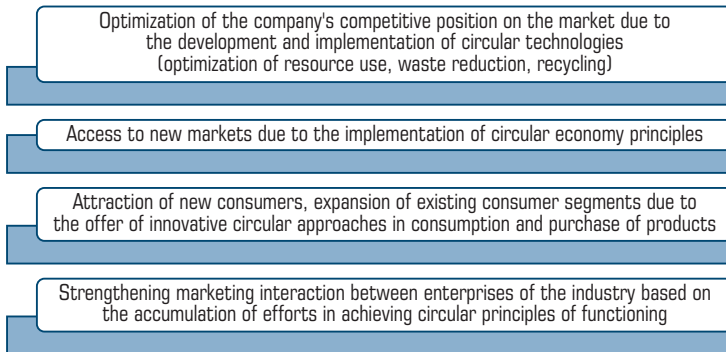 Optimization of the company's competitive position on the market due to
the development and implementation of circular technologies
(optimization of resource use, waste reduction, recycling)
Access to new markets due to the implementation of circular economy principles
Attraction of new consumers, expansion of existing consumer segments due to
the offer of innovative circular approaches in consumption and purchase of products
Strengthening marketing interaction between enterprises of the industry based on
the accumulation of efforts in achieving circular principles of functioning